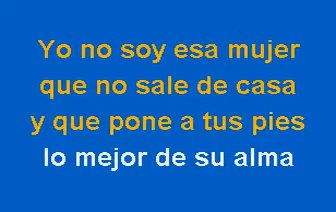 Yo no soy esa mujer
que no sale de casa
y que pone a tus pies
lo mejor de su alma